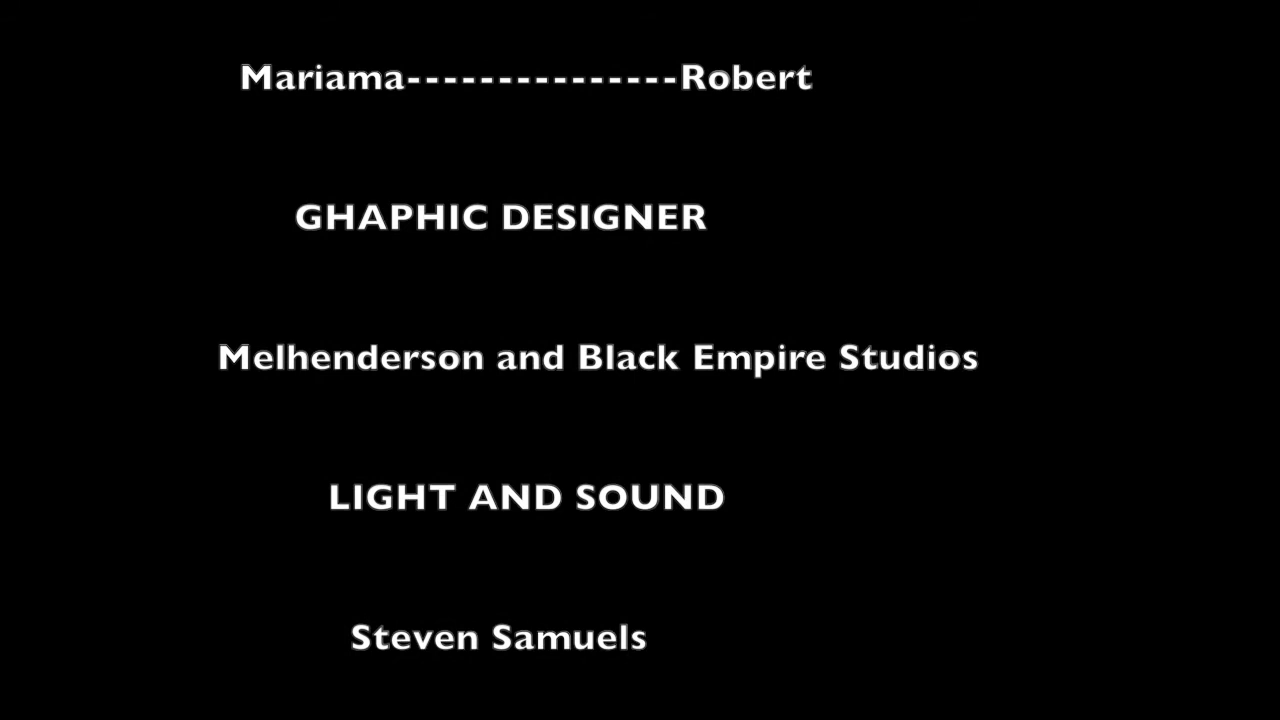 Mariama---------------Robert
GHAPHIC DESIGNER
Melhenderson and Black Empire Studios
LIGHT AND SOUND
Steven Samuels